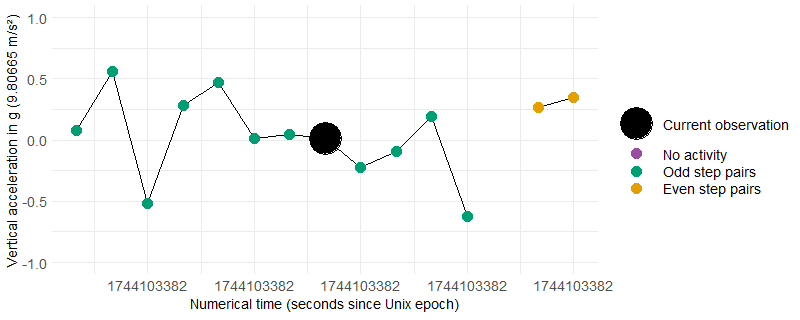 Vertical acceleration in g (9.80665 m/s²)
1.0
0.5
0.0
-0.5
-1.0
1744103382 1744103382 1744103382 1744103382 1744103382
Numerical time (seconds since Unix epoch)
Current observation
No activity
Odd step pairs
Even step pairs